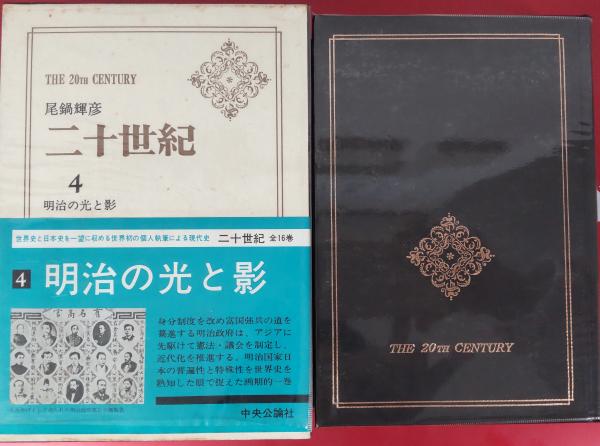 THE 20TH CENTURY
尾鍋輝彦
二十世紀
4
明治の光と影
世界史と日本史を一望に収める世界初の個人執筆による現代史 二十世紀 全16巻
4 明治の光と影
身分制度を改め富国強兵の道を
驀進する明治政府は、アジアに
先駆けて憲法・議会を制定し、
近代化を推進する。明治国家日
本の普遍性と特殊性を世界史を
熟知した眼で捉えた画期的一巻
中央公論社
THE 20TH CENTURY